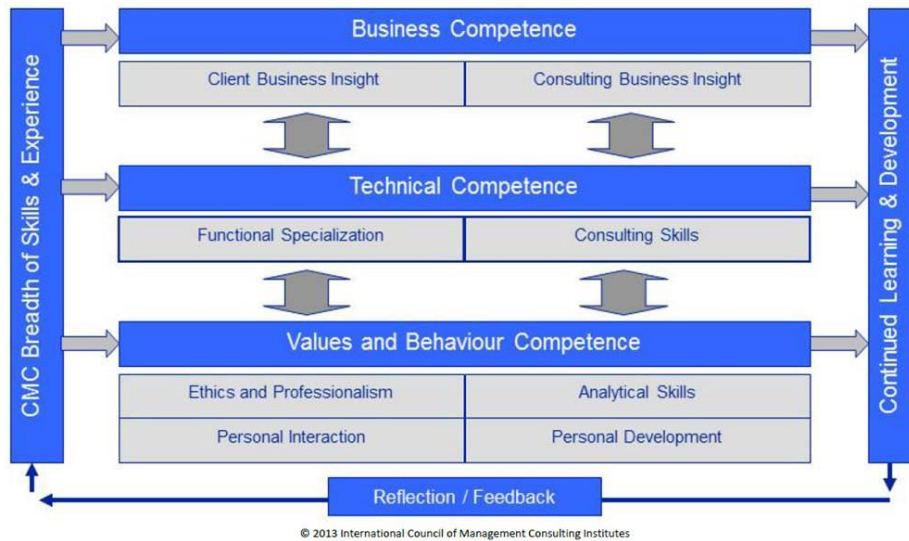 CMC Breadth of Skills & Experience
Business Competence
Client Business Insight
Consulting Business Insight
Technical Competence
Functional Specialization
Consulting Skills
Values and Behaviour Competence
Ethics and Professionalism
Analytical Skills
Personal Interaction
Personal Development
Continued Learning & Development
Reflection / Feedback
© 2013 International Council of Management Consulting Institutes